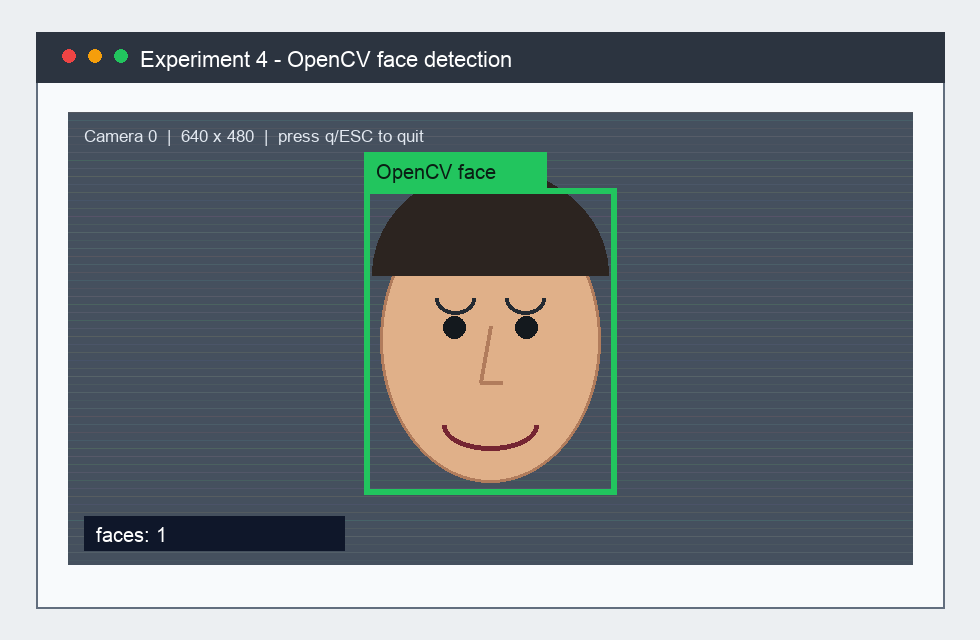 Experiment 4 - OpenCV face detection
Camera 0 | 640 x 480 | press q/ESC to quit
OpenCV face
faces: 1